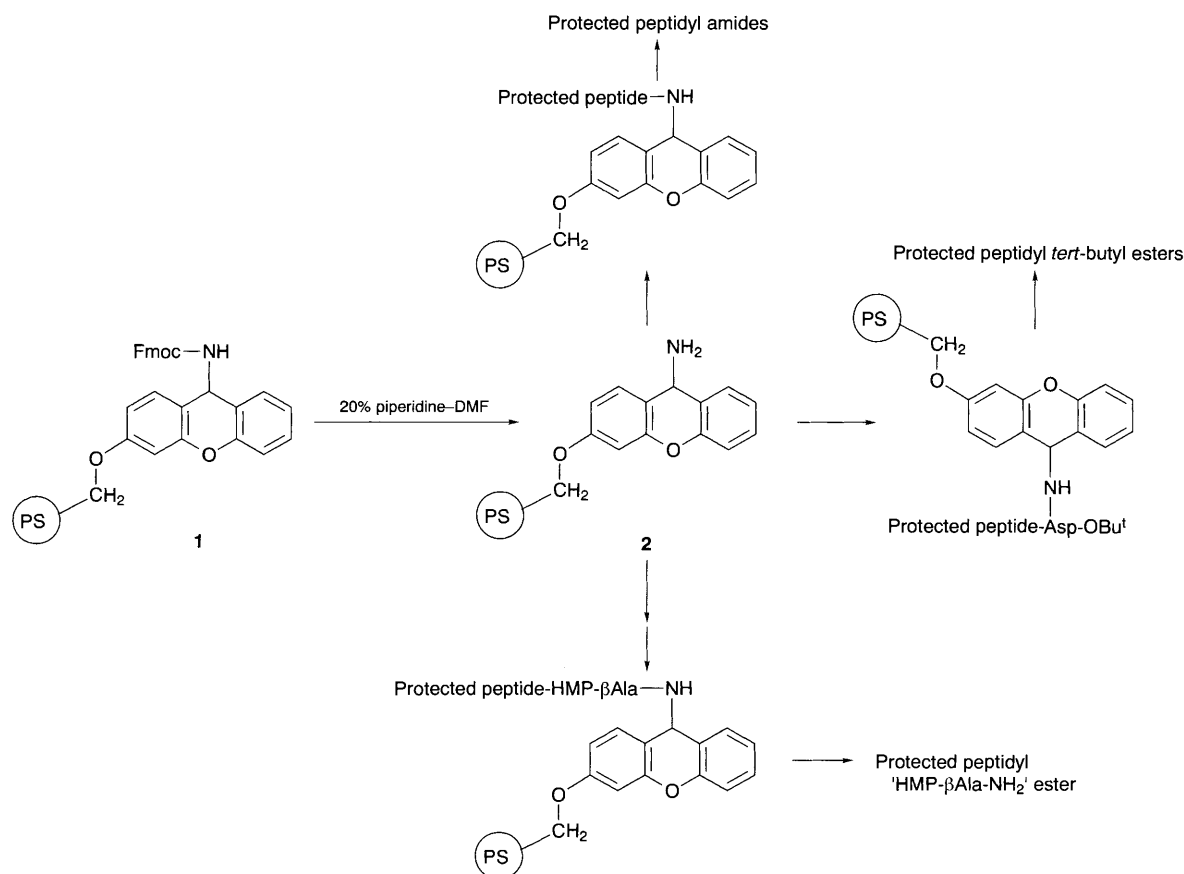 Protected peptidyl amides
Protected peptide—NH
O
O
CH₂
PS
Protected peptidyl tert-butyl esters
PS
CH₂
O
O
NH
Protected peptide-Asp-OBuᵗ
Fmoc—NH
O
O
CH₂
PS
1
20% piperidine–DMF
NH₂
O
O
CH₂
PS
2
Protected peptide-HMP-βAla—NH
O
O
CH₂
PS
Protected peptidyl
'HMP-βAla-NH₂' ester